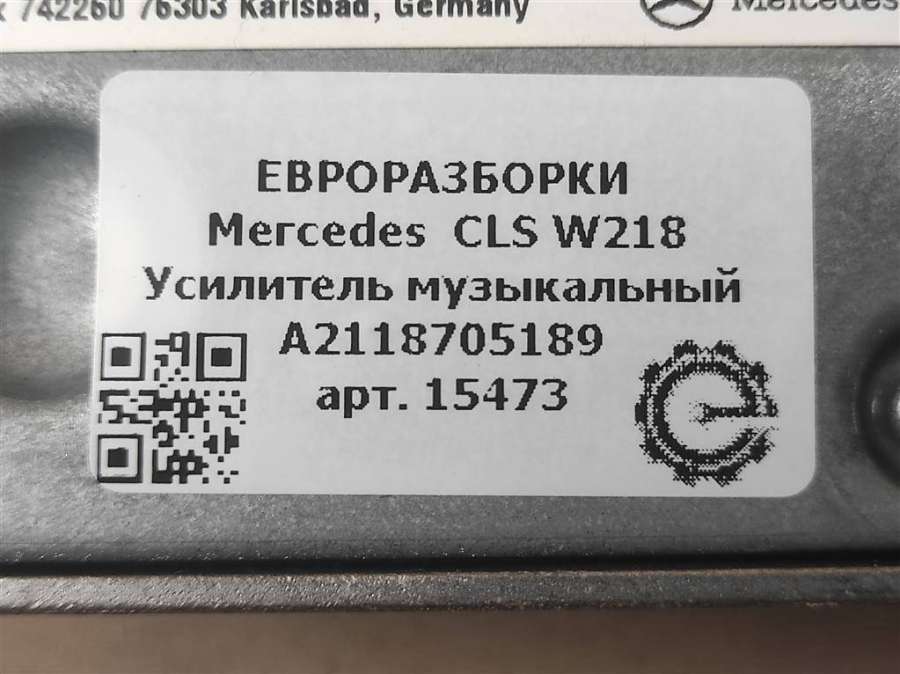 742260 76303 Karlsbad, Germany
Mercedes
ЕВРОРАЗБОРКИ
Mercedes CLS W218
Усилитель музыкальный
A2118705189
арт. 15473